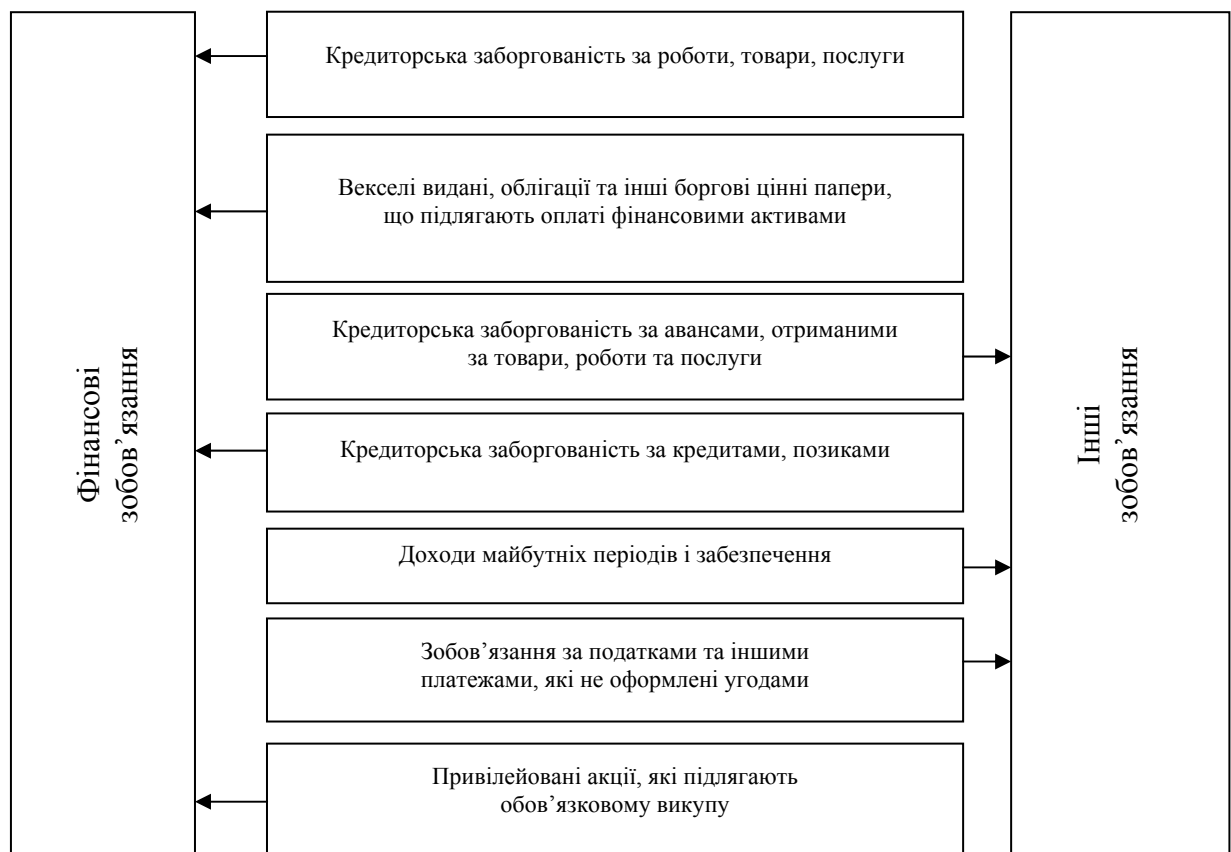 Фінансові
зобов’язання
Кредиторська заборгованість за роботи, товари, послуги
Векселі видані, облігації та інші боргові цінні папери,
що підлягають оплаті фінансовими активами
Кредиторська заборгованість за авансами, отриманими
за товари, роботи та послуги
Кредиторська заборгованість за кредитами, позиками
Доходи майбутніх періодів і забезпечення
Зобов’язання за податками та іншими
платежами, які не оформлені угодами
Привілейовані акції, які підлягають
обов’язковому викупу
Інші
зобов’язання